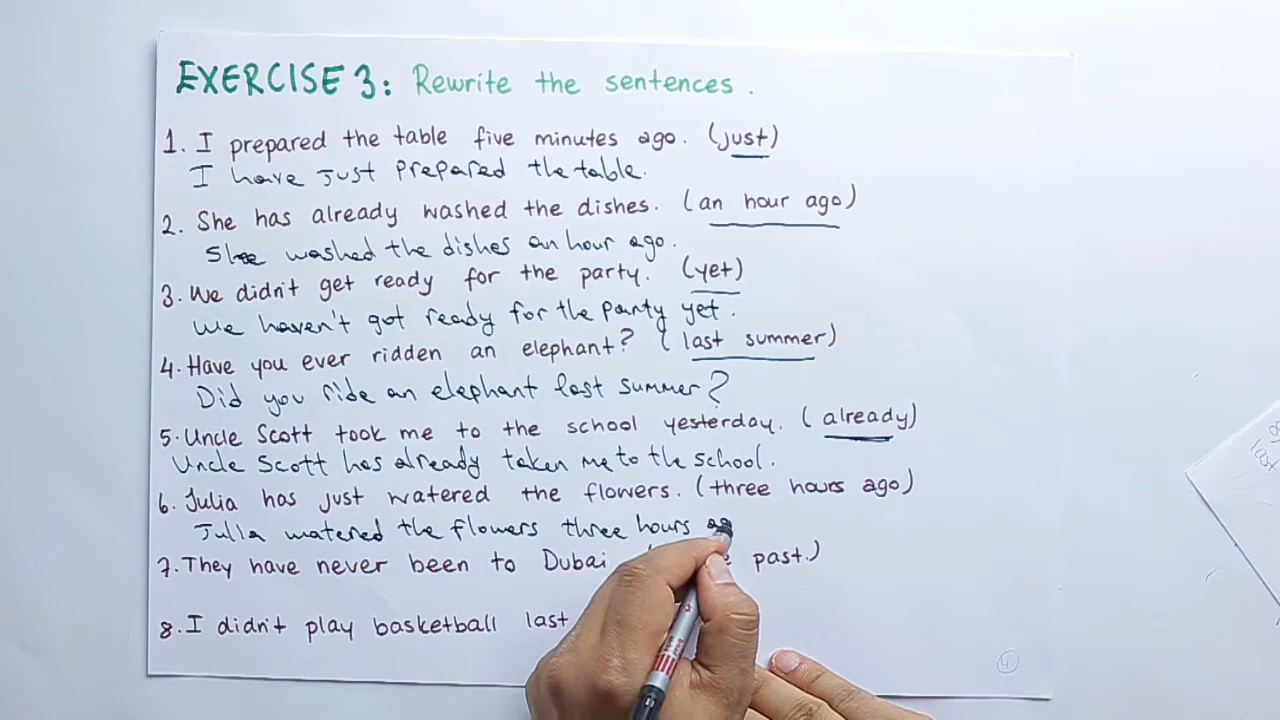 EXERCISE 3: Rewrite the sentences.
1. I prepared the table five minutes ago. (just)
I have just prepared the table.
2. She has already washed the dishes. (an hour ago)
She washed the dishes an hour ago.
3. We didn't get ready for the party. (yet)
We haven't got ready for the party yet.
4. Have you ever ridden an elephant? (last summer)
Did you ride an elephant last summer?
5. Uncle Scott took me to the school yesterday. (already)
Uncle Scott has already taken me to the school.
6. Julia has just watered the flowers. (three hours ago)
Julia watered the flowers three hours
7. They have never been to Dubai ( past.)
8. I didn't play basketball last
4
last